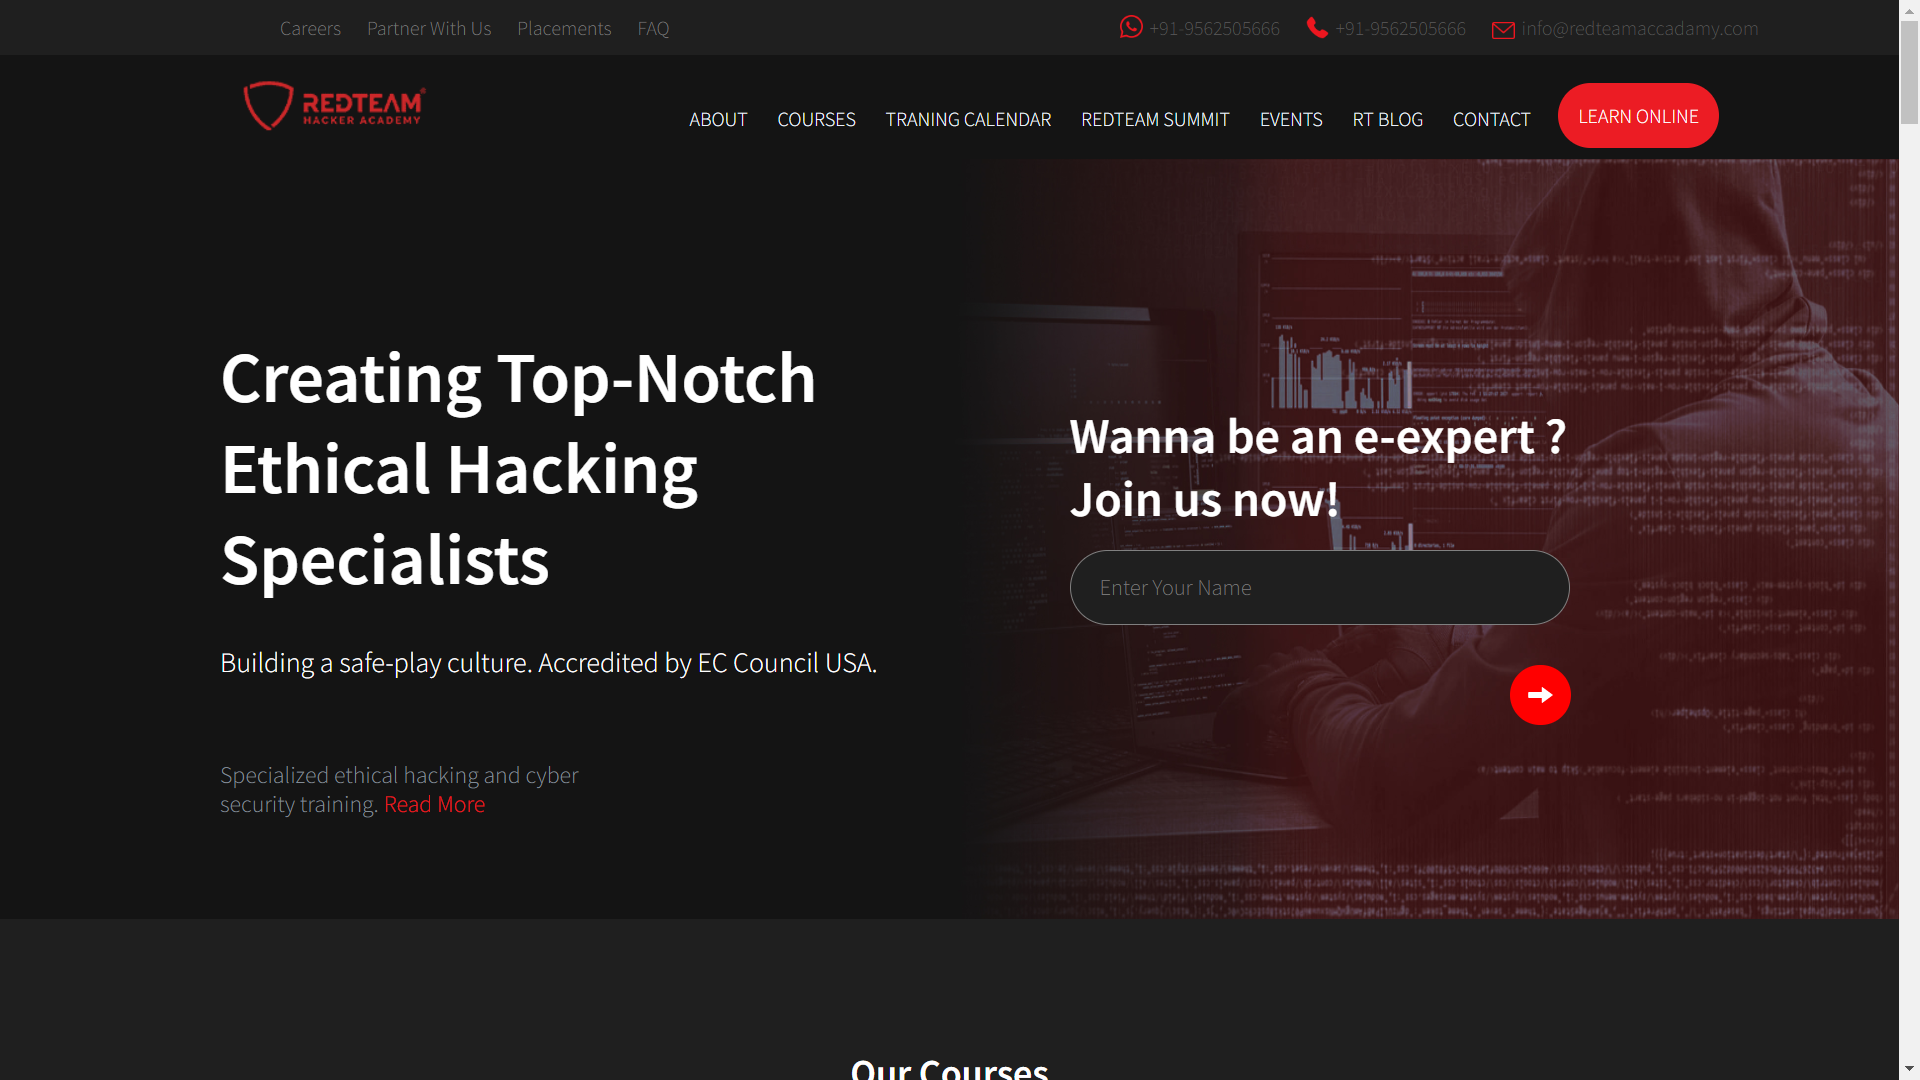 Careers Partner With Us Placements FAQ +91-9562505666 +91-9562505666 info@redteamaccadamy.com
REDTEAM
HACKER ACADEMY
ABOUT COURSES TRANING CALENDAR REDTEAM SUMMIT EVENTS RT BLOG CONTACT LEARN ONLINE
Creating Top-Notch
Ethical Hacking
Specialists
Building a safe-play culture. Accredited by EC Council USA.
Specialized ethical hacking and cyber
security training. Read More
Wanna be an e-expert ?
Join us now!
Enter Your Name
Our Courses